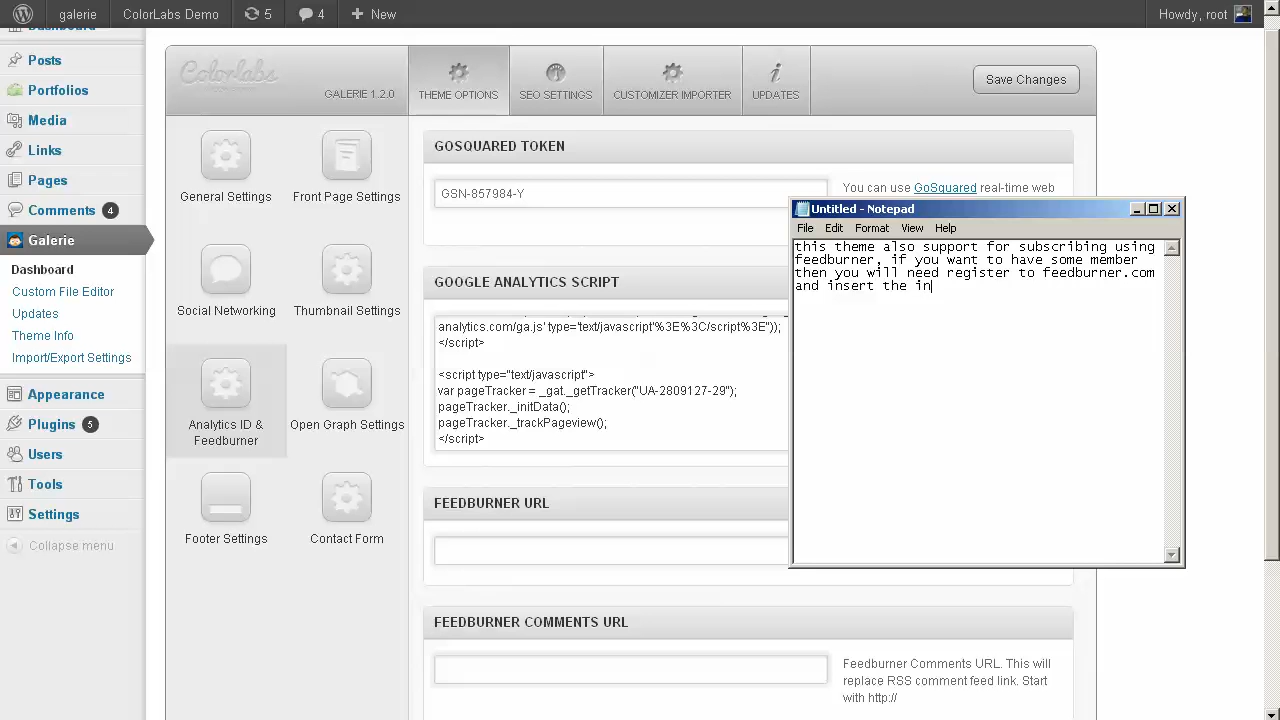 galerie ColorLabs Demo 5 4 New Howdy, root
Dashboard
Posts
Portfolios
Media
Links
Pages
Comments 4
Galerie
Dashboard
Custom File Editor
Updates
Theme Info
Import/Export Settings
Appearance
Plugins 5
Users
Tools
Settings
Collapse menu
Colorlabs
GALERIE 1.2.0
THEME OPTIONS
SEO SETTINGS
CUSTOMIZER IMPORTER
UPDATES
Save Changes
General Settings
Front Page Settings
Social Networking
Thumbnail Settings
Analytics ID &
Feedburner
Open Graph Settings
Footer Settings
Contact Form
GOSQUARED TOKEN
GSN-857984-Y
You can use GoSquared real-time web
GOOGLE ANALYTICS SCRIPT
analytics.com/ga.js' type='text/javascript'%3E%3C/script%3E"));
</script>
<script type="text/javascript">
var pageTracker = _gat._getTracker("UA-2809127-29");
pageTracker._initData();
pageTracker._trackPageview();
</script>
FEEDBURNER URL
FEEDBURNER COMMENTS URL
Feedburner Comments URL. This will
replace RSS comment feed link. Start
with http://
Untitled - Notepad
File Edit Format View Help
this theme also support for subscribing using
feedburner, if you want to have some member
then you will need register to feedburner.com
and insert the in